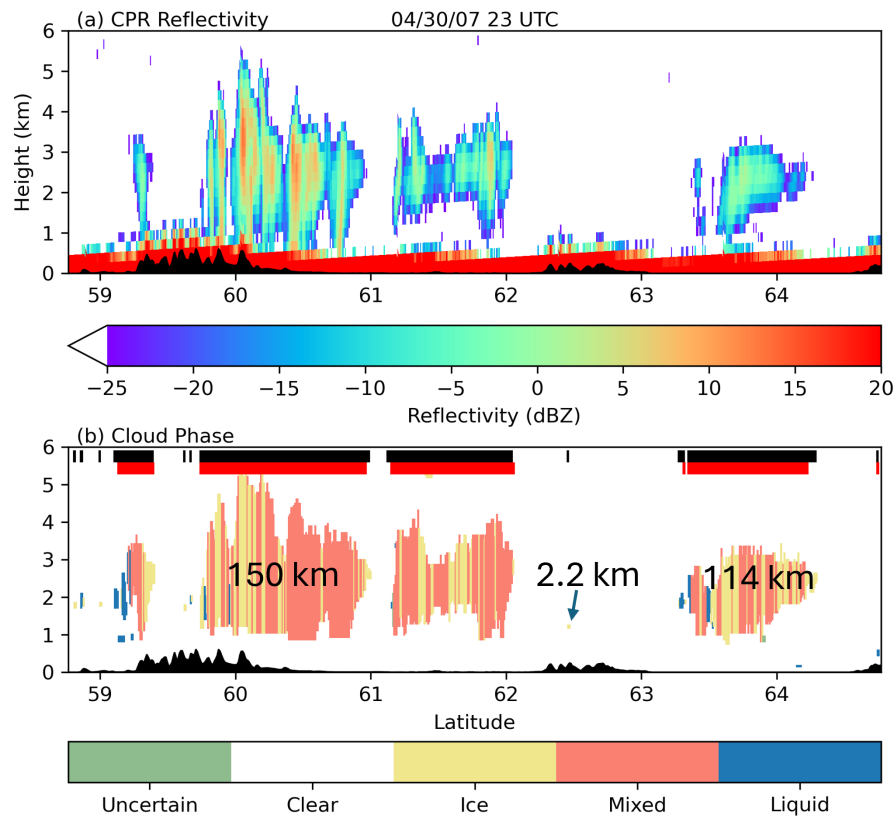 (a) CPR Reflectivity 04/30/07 23 UTC
6
5
4
3
2
1
0
Height (km)
59 60 61 62 63 64
−25 −20 −15 −10 −5 0 5 10 15 20
Reflectivity (dBZ)
(b) Cloud Phase
6
5
4
3
2
1
0
150 km 2.2 km 114 km
59 60 61 62 63 64
Latitude
Uncertain Clear Ice Mixed Liquid